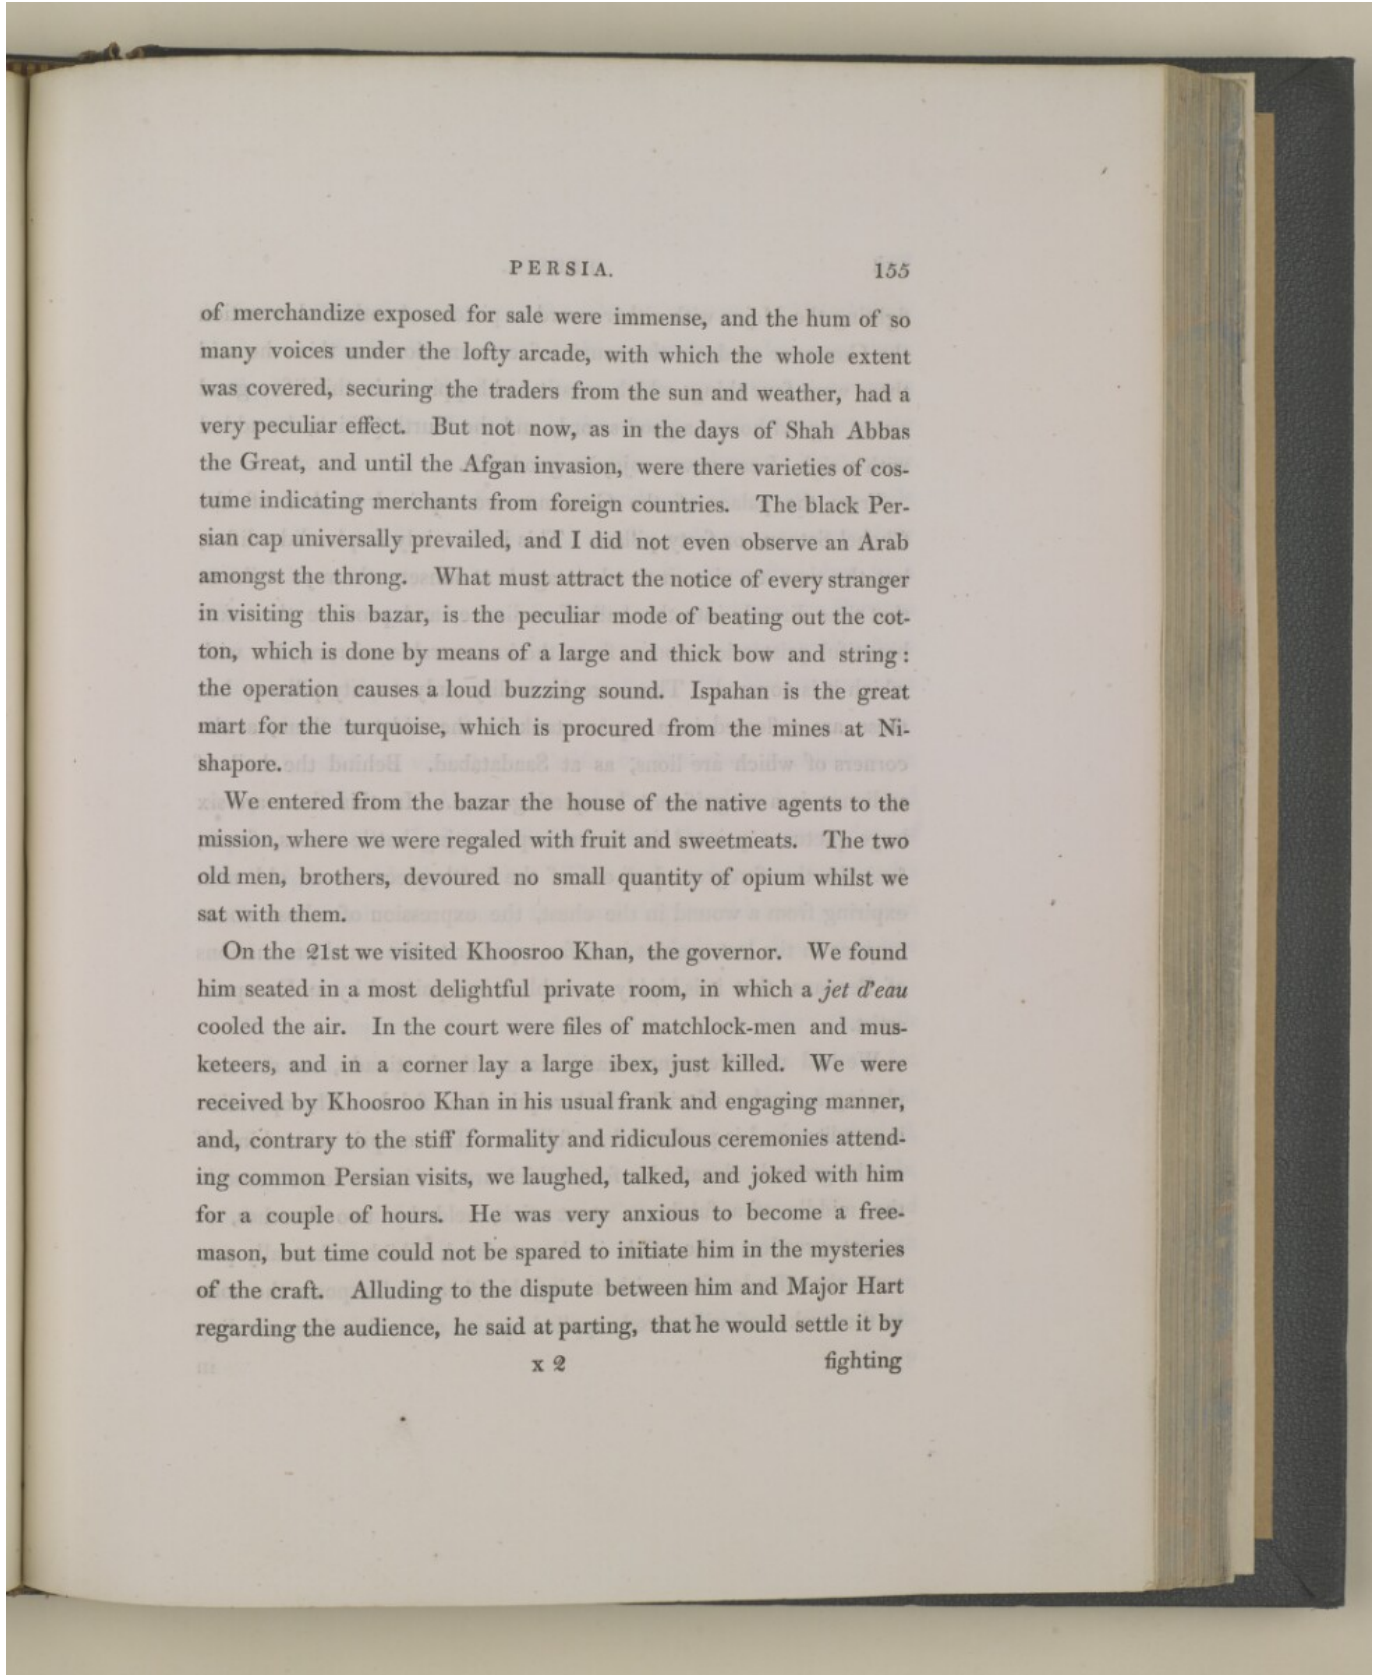 PERSIA. 155
of merchandize exposed for sale were immense, and the hum of so
many voices under the lofty arcade, with which the whole extent
was covered, securing the traders from the sun and weather, had a
very peculiar effect. But not now, as in the days of Shah Abbas
the Great, and until the Afgan invasion, were there varieties of cos-
tume indicating merchants from foreign countries. The black Per-
sian cap universally prevailed, and I did not even observe an Arab
amongst the throng. What must attract the notice of every stranger
in visiting this bazar, is the peculiar mode of beating out the cot-
ton, which is done by means of a large and thick bow and string:
the operation causes a loud buzzing sound. Ispahan is the great
mart for the turquoise, which is procured from the mines at Ni-
shapore.
We entered from the bazar the house of the native agents to the
mission, where we were regaled with fruit and sweetmeats. The two
old men, brothers, devoured no small quantity of opium whilst we
sat with them.
On the 21st we visited Khoosroo Khan, the governor. We found
him seated in a most delightful private room, in which a jet d'eau
cooled the air. In the court were files of matchlock-men and mus-
keteers, and in a corner lay a large ibex, just killed. We were
received by Khoosroo Khan in his usual frank and engaging manner,
and, contrary to the stiff formality and ridiculous ceremonies attend-
ing common Persian visits, we laughed, talked, and joked with him
for a couple of hours. He was very anxious to become a free-
mason, but time could not be spared to initiate him in the mysteries
of the craft. Alluding to the dispute between him and Major Hart
regarding the audience, he said at parting, that he would settle it by
x 2 fighting